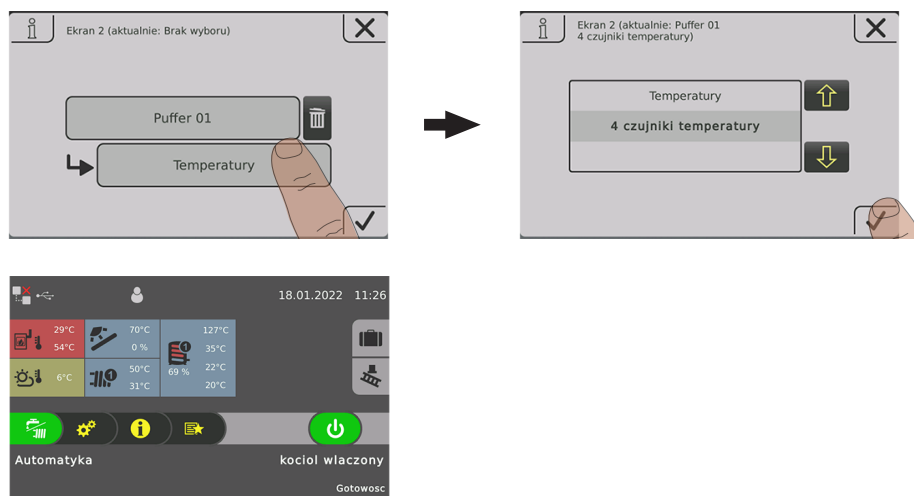 Ekran 2 (aktualnie: Brak wyboru)
Puffer 01
Temperatury
Ekran 2 (aktualnie: Puffer 01
4 czujniki temperatury)
Temperatury
4 czujniki temperatury
18.01.2022 11:26
29°C
54°C
70°C
0 %
127°C
35°C
22°C
20°C
1
69 %
6°C
1
50°C
31°C
Automatyka
kociol wlaczony
Gotowosc